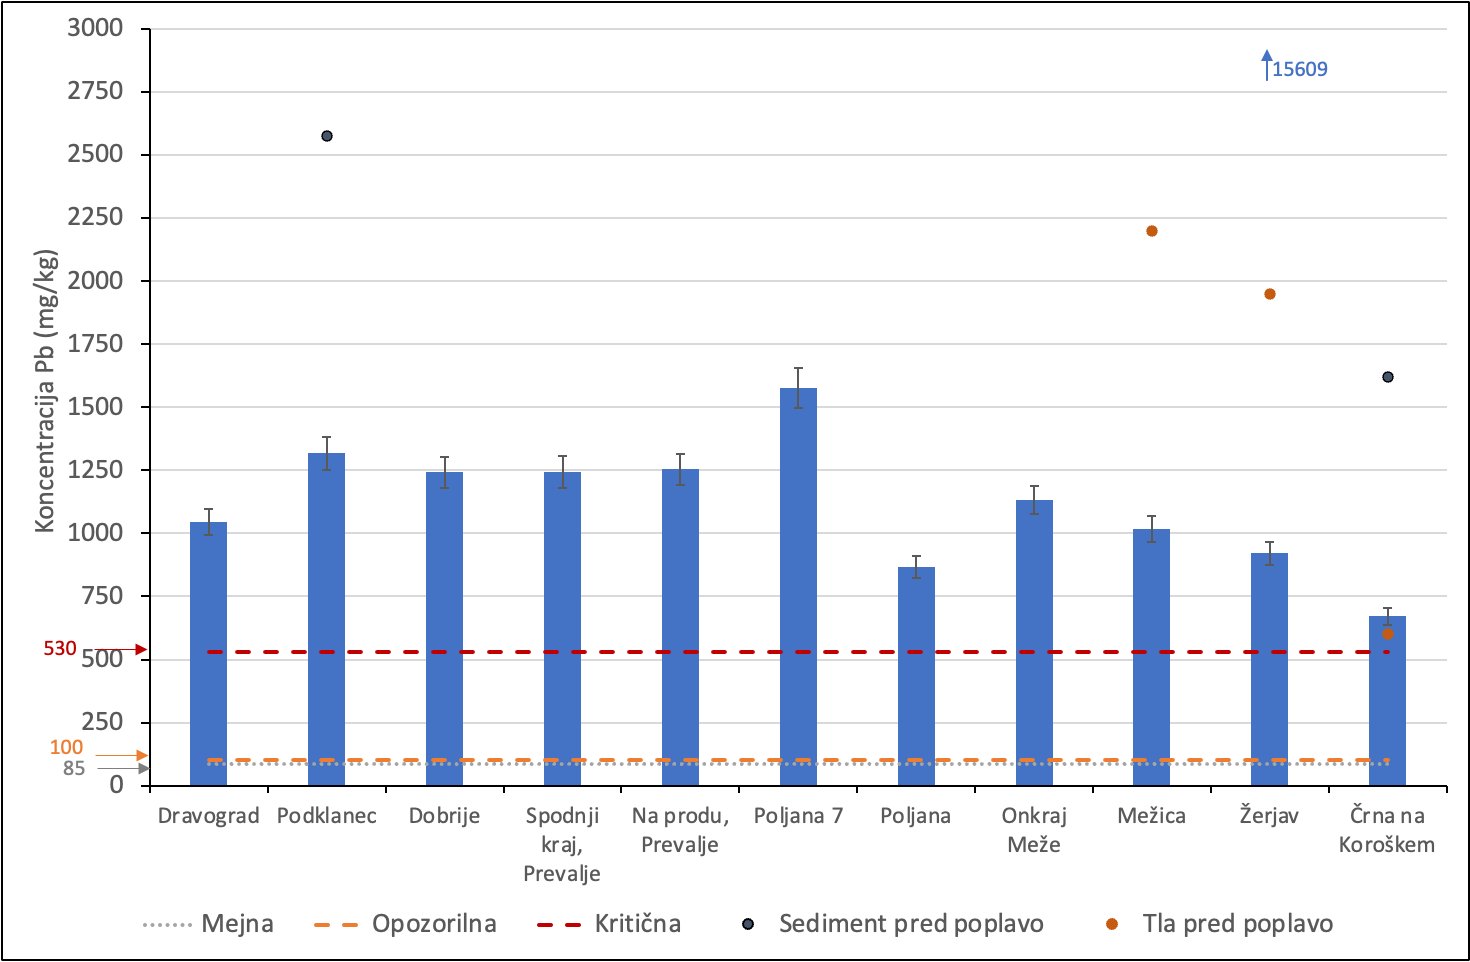 Koncentracija Pb (mg/kg)
3000
2750
2500
2250
2000
1750
1500
1250
1000
750
500
250
0
530
100
85
15609
Dravograd
Podklanec
Dobrije
Spodnji
kraj,
Prevalje
Na produ,
Prevalje
Poljana 7
Poljana
Onkraj
Meže
Mežica
Žerjav
Črna na
Koroškem
Mejna
Opozorilna
Kritična
Sediment pred poplavo
Tla pred poplavo